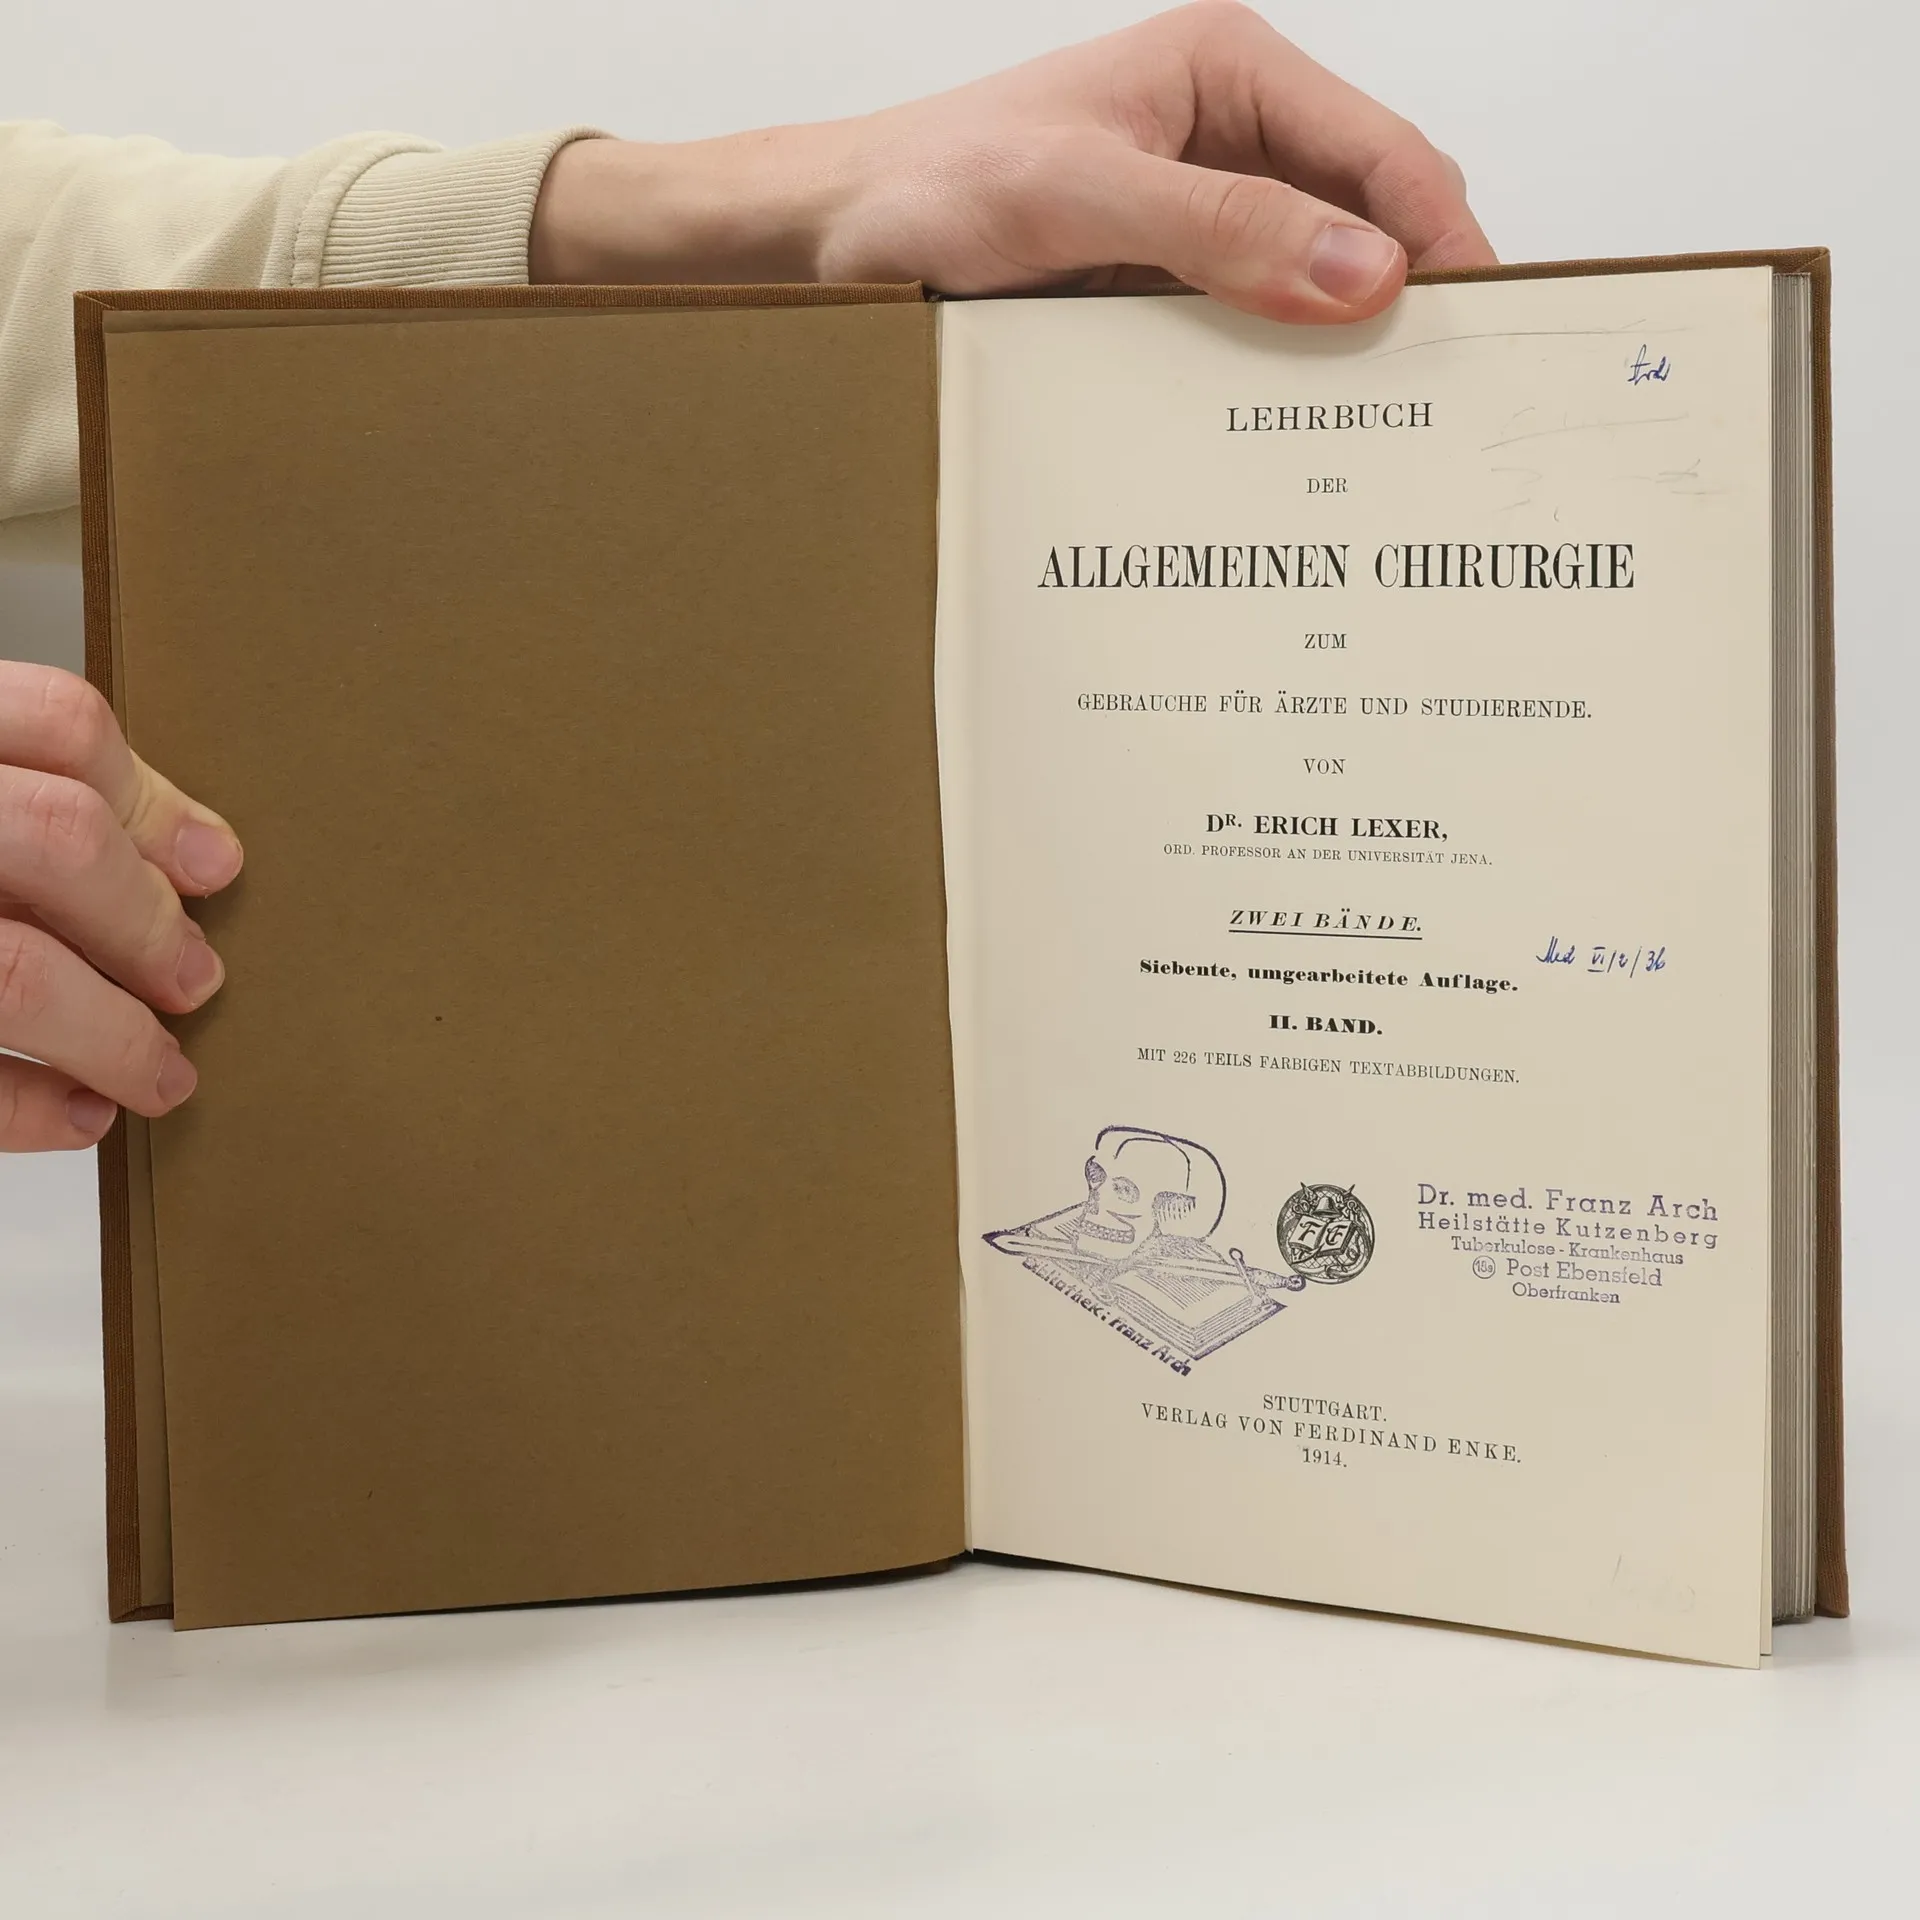 Arch
LEHRBUCH
DER
ALLGEMEINEN CHIRURGIE
ZUM
GEBRAUCHE FÜR ÄRZTE UND STUDIERENDE.
VON
DR. ERICH LEXER,
ORD. PROFESSOR AN DER UNIVERSITÄT JENA.
ZWEI BÄNDE.
Med VI/2/36
Siebente, umgearbeitete Auflage.
II. BAND.
MIT 226 TEILS FARBIGEN TEXTABBILDUNGEN.
Bibliothek: Franz Arch
F E
Dr. med. Franz Arch
Heilstätte Kutzenberg
Tuberkulose-Krankenhaus
Post Ebensfeld
Oberfranken
STUTTGART.
VERLAG VON FERDINAND ENKE.
1914.